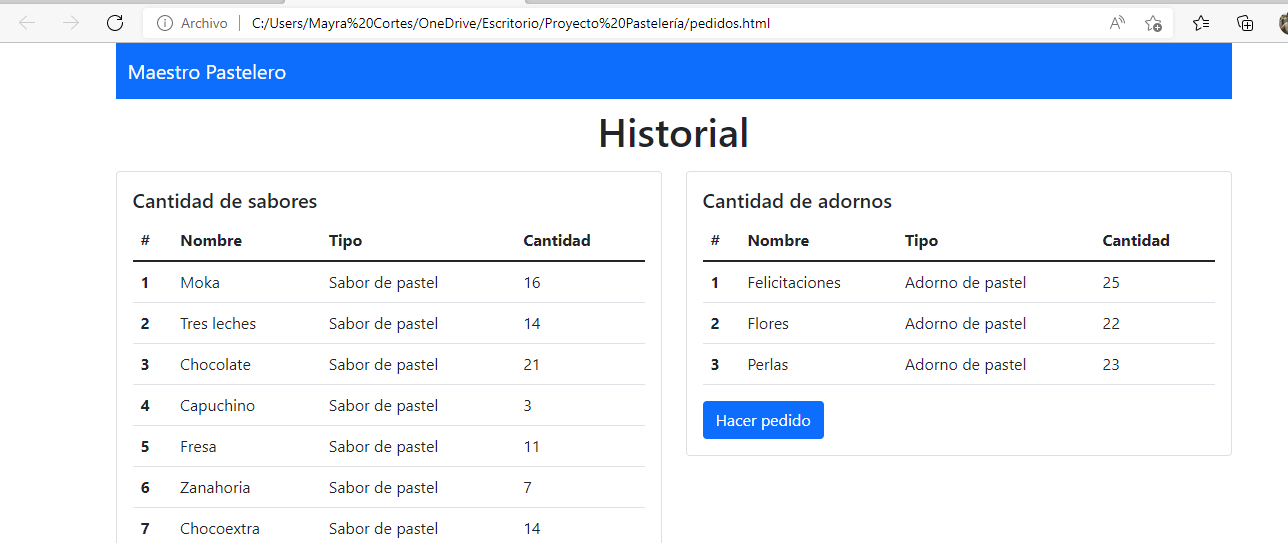 Archivo | C:/Users/Mayra%20Cortes/OneDrive/Escritorio/Proyecto%20Pastelería/pedidos.html
Maestro Pastelero
Historial
Cantidad de sabores
# Nombre Tipo Cantidad
1 Moka Sabor de pastel 16
2 Tres leches Sabor de pastel 14
3 Chocolate Sabor de pastel 21
4 Capuchino Sabor de pastel 3
5 Fresa Sabor de pastel 11
6 Zanahoria Sabor de pastel 7
7 Chocoextra Sabor de pastel 14
Cantidad de adornos
# Nombre Tipo Cantidad
1 Felicitaciones Adorno de pastel 25
2 Flores Adorno de pastel 22
3 Perlas Adorno de pastel 23
Hacer pedido